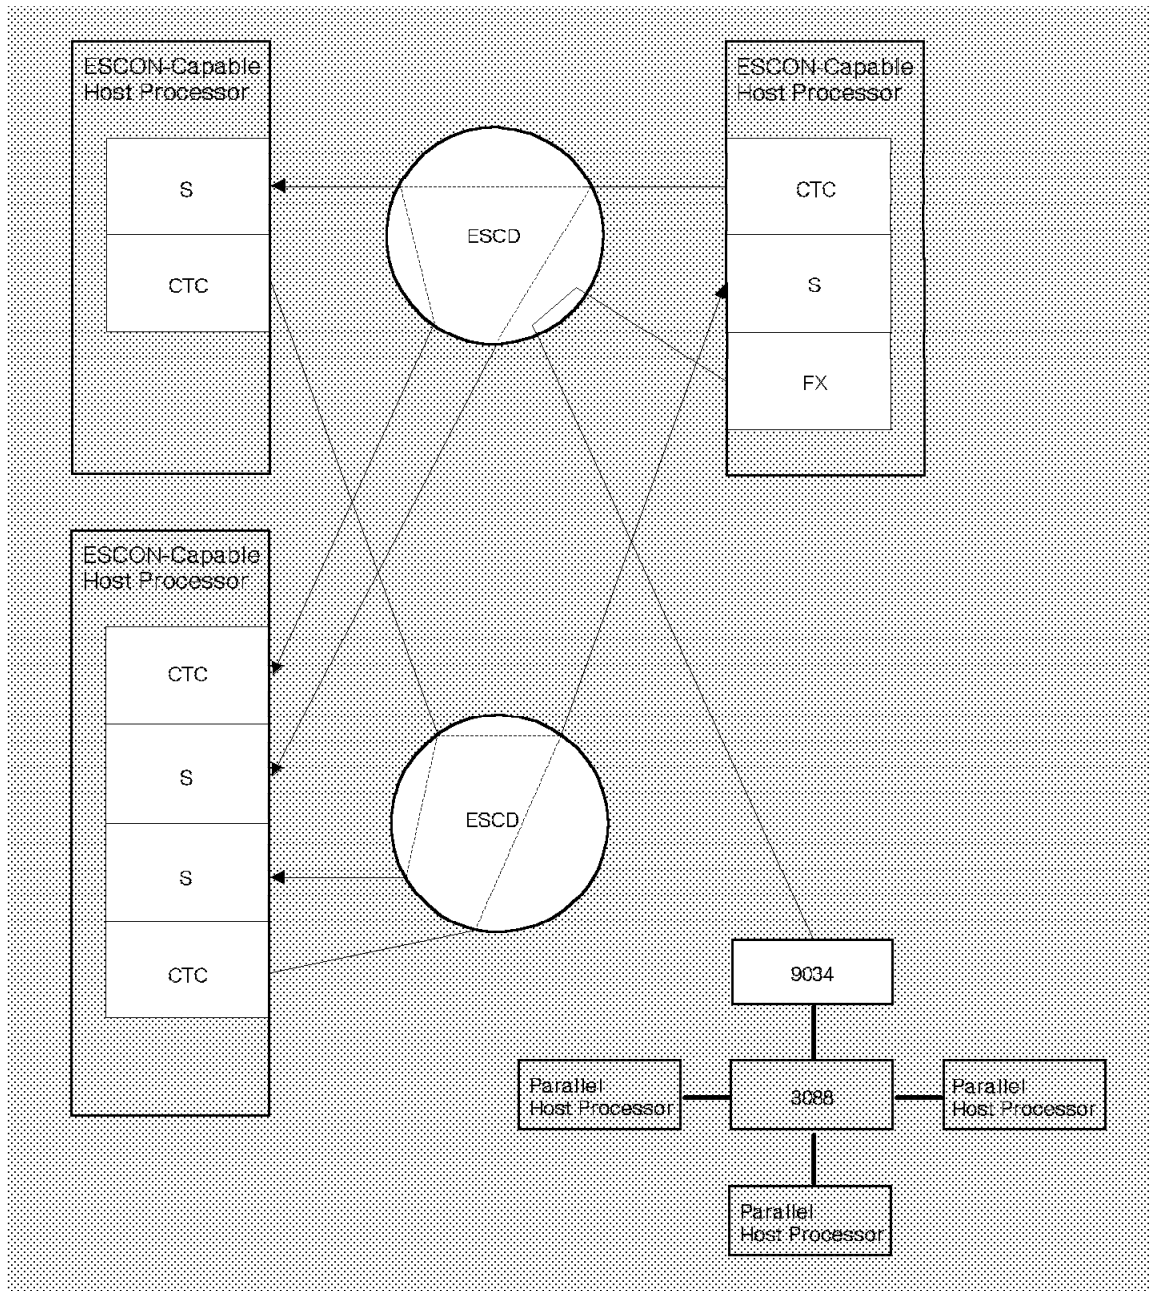 ESCON-Capable
Host Processor
S
CTC
ESCD
ESCON-Capable
Host Processor
CTC
S
FX
ESCON-Capable
Host Processor
CTC
S
S
CTC
ESCD
9034
Parallel
Host Processor
3088
Parallel
Host Processor
Parallel
Host Processor